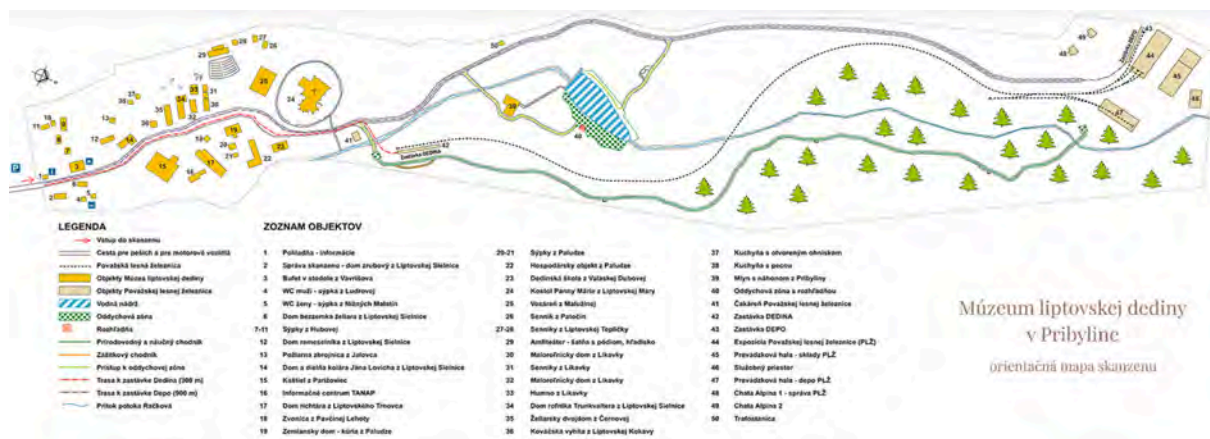 LEGENDA
Vstup do skanzenu
Cesta pre peších a pre motorové vozidlá
Považská lesná železnica
Objekty Múzea liptovskej dediny
Objekty Považskej lesnej železnice
Vodná nádrž
Oddychová zóna
Rozhľadňa
Prírodovedný a náučný chodník
Zážitkový chodník
Prístup k oddychovej zóne
Trasa k zastávke Dedina (300 m)
Trasa k zastávke Depo (900 m)
Prítok potoka Račková
ZOZNAM OBJEKTOV
1 Pokladňa - informácie
2 Správa skanzenu - dom zrubový z Liptovskej Sielnice
3 Bufet v stodole z Vavrišova
4 WC muži - sýpka z Ludrovej
5 WC ženy - sýpka z Nižných Matejín
6 Dom bezzemka želiara z Liptovskej Sielnice
7-11 Sýpky z Hubovej
12 Dom remeselníka z Liptovskej Sielnice
13 Požiarna zbrojnica z Jalovca
14 Dom a dielňa kolára Jána Lovicha z Liptovskej Sielnice
15 Kaštieľ z Parížoviec
16 Informačné centrum TANAP
17 Dom richtára z Liptovského Trnovca
18 Zvonica z Pavčinej Lehoty
19 Zemiansky dom - kúria z Paludze
20-21 Sýpky z Paludze
22 Hospodársky objekt z Paludze
23 Dedinská škola z Valaskej Dubovej
24 Kostol Panny Márie z Liptovskej Mary
25 Vozáreň z Malužinej
26 Senník z Paločín
27-28 Senníky z Liptovskej Tepličky
29 Amfiteáter - šatňa s pódiom, hľadisko
30 Maloroľnícky dom z Likavky
31 Senníky z Likavky
32 Maloroľnícky dom z Likavky
33 Humno z Likavky
34 Dom roľníka Trunkvaltera z Liptovskej Sielnice
35 Želiarsky dvojdom z Černovej
36 Kováčska vyhňa z Liptovskej Kokavy
37 Kuchyňa s otvoreným ohniskom
38 Kuchyňa s pecou
39 Mlyn s náhonom z Pribyliny
40 Oddychová zóna s rozhľadňou
41 Čakáreň Považskej lesnej železnice
42 Zastávka DEDINA
43 Zastávka DEPO
44 Expozícia Považskej lesnej železnice (PLŽ)
45 Prevádzková hala - sklady PLŽ
46 Služobný priestor
47 Prevádzková hala - depo PLŽ
48 Chata Alpina 1 - správa PLŽ
49 Chata Alpina 2
50 Trafostanica
Múzeum liptovskej dediny
v Pribyline
orientačná mapa skanzenu